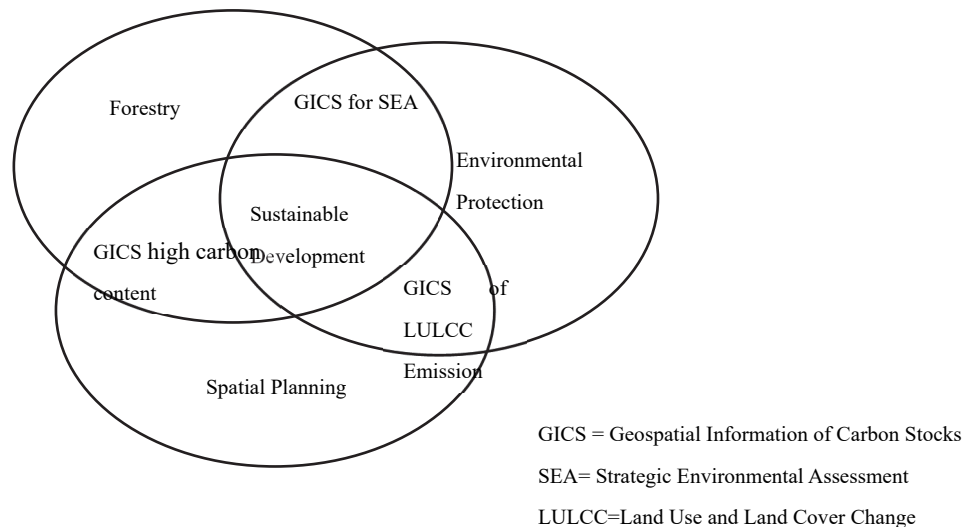 Forestry
GICS for SEA
Environmental
Protection
Sustainable
Development
GICS high carbon
content
GICS of
LULCC
Emission
Spatial Planning
GICS = Geospatial Information of Carbon Stocks
SEA= Strategic Environmental Assessment
LULCC=Land Use and Land Cover Change